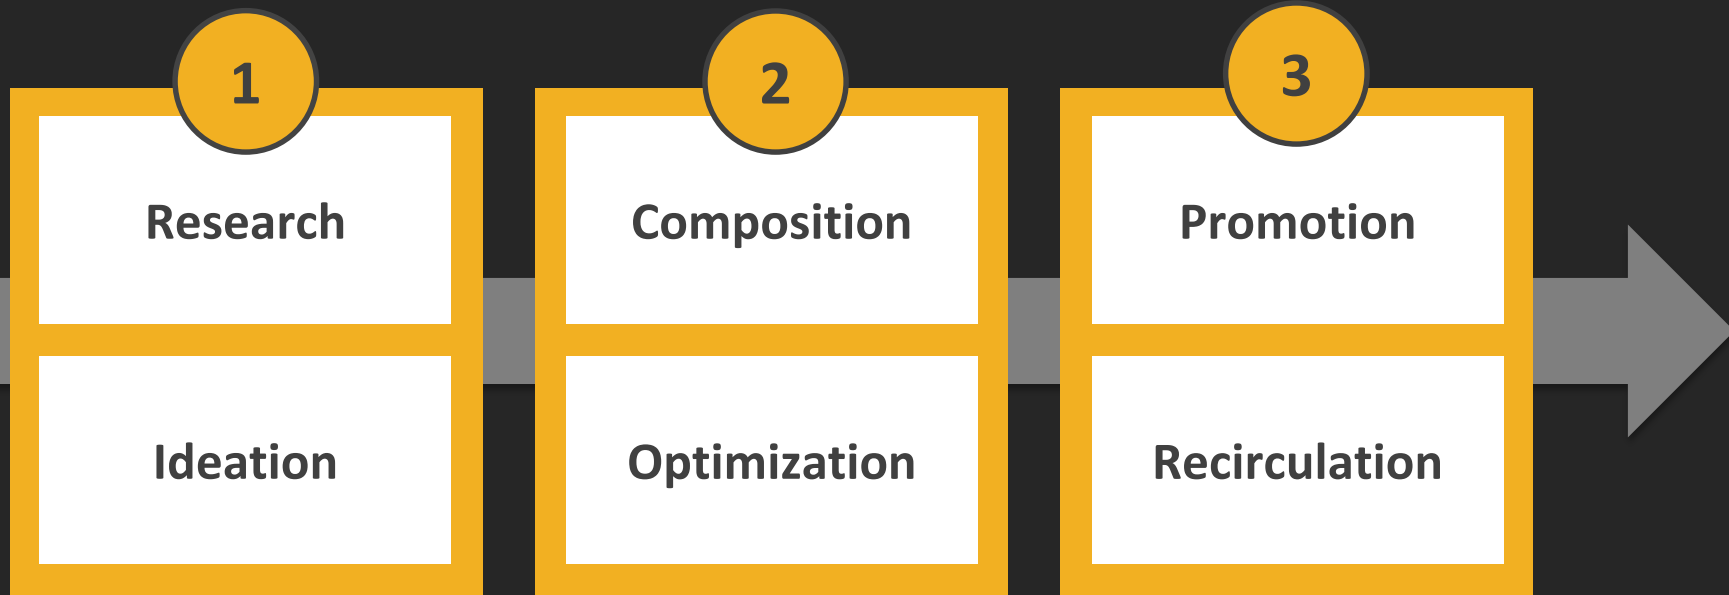 1
Research
Ideation
2
Composition
Optimization
3
Promotion
Recirculation